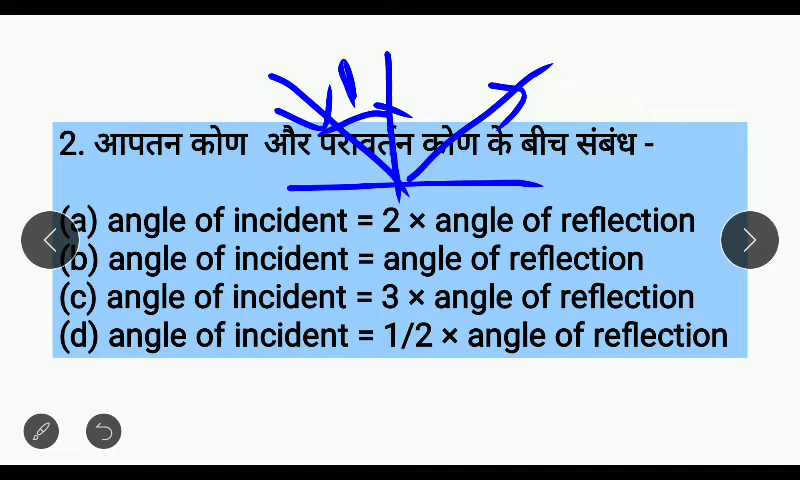 2. आपतन कोण और परावर्तन कोण के बीच संबंध -
(a) angle of incident = 2 × angle of reflection
(b) angle of incident = angle of reflection
(c) angle of incident = 3 × angle of reflection
(d) angle of incident = 1/2 × angle of reflection